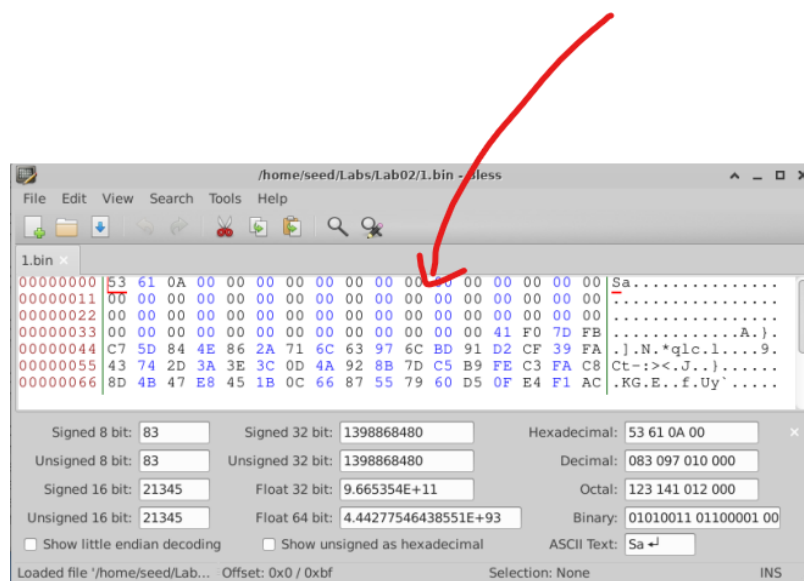 /home/seed/Labs/Lab02/1.bin - Bless
File Edit View Search Tools Help
1.bin ×
00000000 53 61 0A 00 00 00 00 00 00 00 00 00 00 00 00 00 00 Sa...............
00000011 00 00 00 00 00 00 00 00 00 00 00 00 00 00 00 00 00 .................
00000022 00 00 00 00 00 00 00 00 00 00 00 00 00 00 00 00 00 .................
00000033 00 00 00 00 00 00 00 00 00 00 00 00 00 41 F0 7D FB .............A.}.
00000044 C7 5D 84 4E 86 2A 71 6C 63 97 6C BD 91 D2 CF 39 FA .].N.*qlc.l....9.
00000055 43 74 2D 3A 3E 3C 0D 4A 92 8B 7D C5 B9 FE C3 FA C8 Ct-:><.J..}......
00000066 8D 4B 47 E8 45 1B 0C 66 87 55 79 60 D5 0F E4 F1 AC .KG.E..f.Uy`.....
Signed 8 bit: 83 Signed 32 bit: 1398868480 Hexadecimal: 53 61 0A 00 ×
Unsigned 8 bit: 83 Unsigned 32 bit: 1398868480 Decimal: 083 097 010 000
Signed 16 bit: 21345 Float 32 bit: 9.665354E+11 Octal: 123 141 012 000
Unsigned 16 bit: 21345 Float 64 bit: 4.44277546438551E+93 Binary: 01010011 01100001 00
Show little endian decoding Show unsigned as hexadecimal ASCII Text: Sa↵
Loaded file '/home/seed/Lab... Offset: 0x0 / 0xbf Selection: None INS